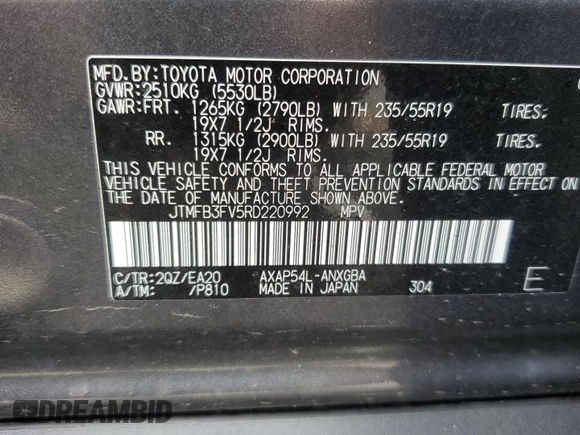 MFD.BY:TOYOTA MOTOR CORPORATION
GVWR:2510KG (5530LB)
GAWR:FRT. 1265KG (2790LB) WITH 235/55R19 TIRES:
19X7 1/2J RIMS.
RR. 1315KG (2900LB) WITH 235/55R19 TIRES.
19X7 1/2J RIMS.
THIS VEHICLE CONFORMS TO ALL APPLICABLE FEDERAL MOTOR
VEHICLE SAFETY AND THEFT PREVENTION STANDARDS IN EFFECT ON
THE DATE OF MANUFACTURE SHOWN ABOVE.
JTMFB3FV5RD220992 MPV
C/TR:2QZ/EA20 AXAP54L-ANXGBA
A/TM: /P810 MADE IN JAPAN 304 E
DREAMBID